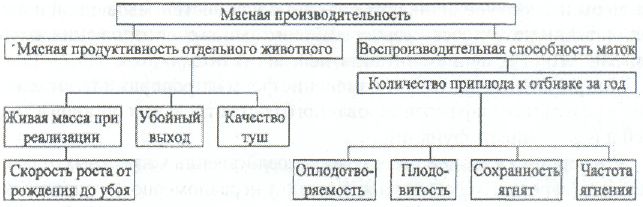 Мясная производительность
Мясная продуктивность отдельного животного
Воспроизводительная способность маток
Количество приплода к отбивке за год
Живая масса при
реализации
Убойный
выход
Качество
туш
Скорость роста от
рождения до убоя
Оплодотво-
ряемость
Плодо-
витость
Сохранность
ягнят
Частота
ягнения